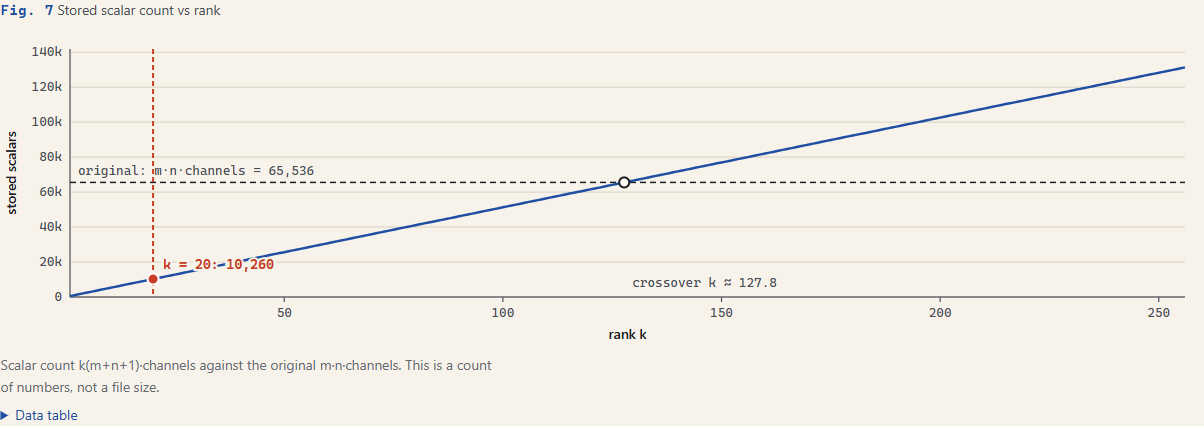 Fig. 7 Stored scalar count vs rank
140k
120k
100k
80k
original: m·n·channels = 65,536
60k
40k
20k
k = 20: 10,260
crossover k ≈ 127.8
0
50
100
150
200
250
stored scalars
rank k
Scalar count k(m+n+1)·channels against the original m·n·channels. This is a count
of numbers, not a file size.
Data table